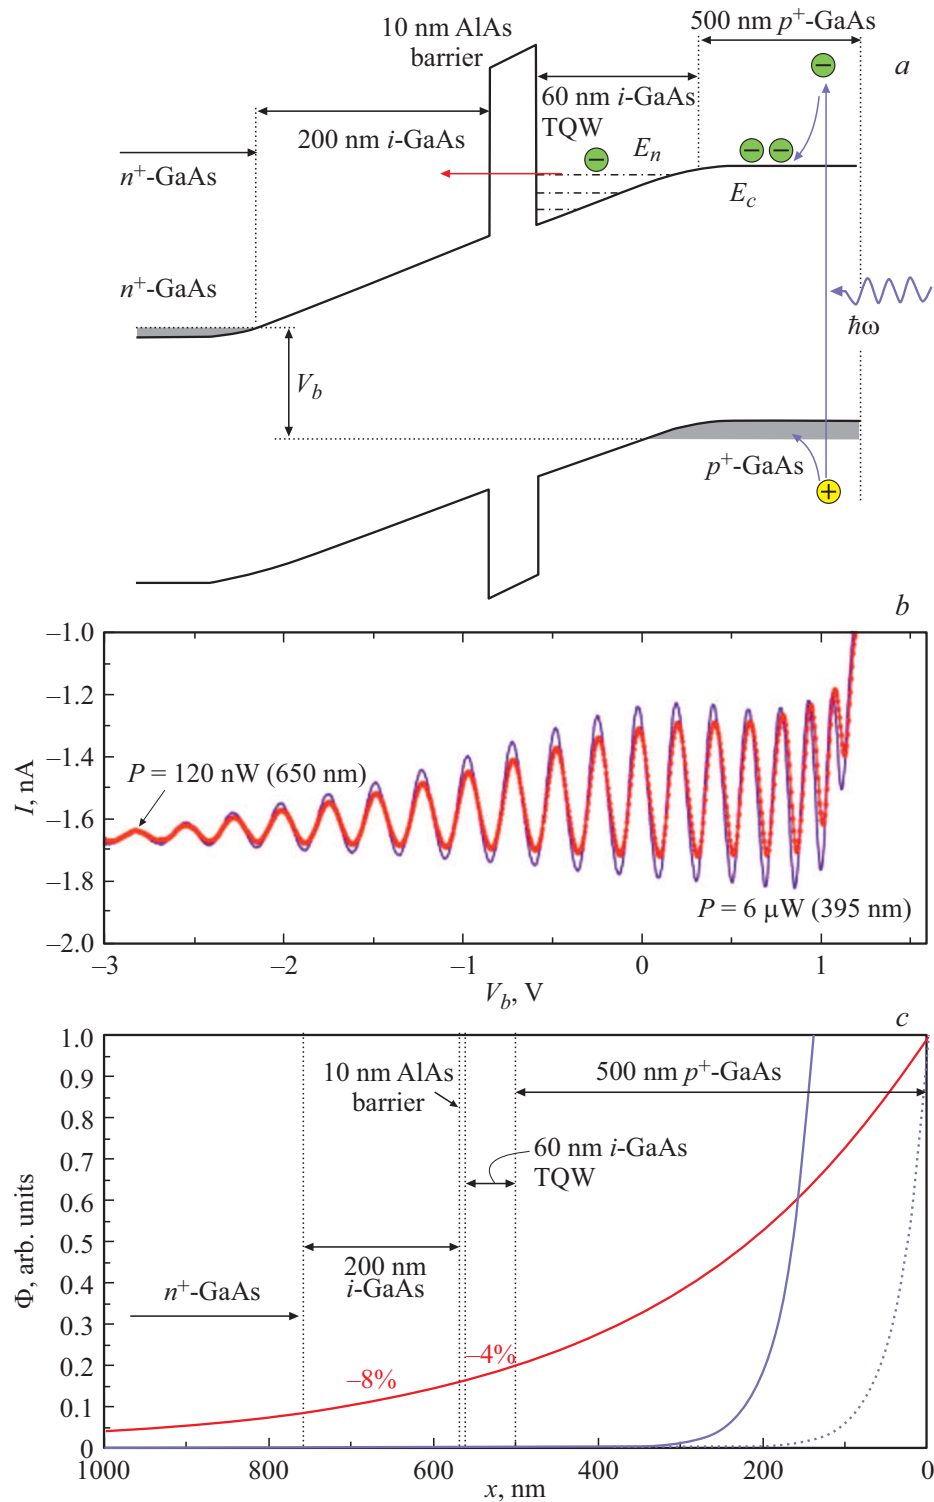 10 nm AlAs
barrier
500 nm p⁺-GaAs
a
60 nm i-GaAs
TQW
200 nm i-GaAs
Eₙ
n⁺-GaAs
E_c
n⁺-GaAs
ħω
V_b
p⁺-GaAs
b
–1.0
–1.2
–1.4
–1.6
–1.8
–2.0
I, nA
P = 120 nW (650 nm)
P = 6 μW (395 nm)
–3
–2
–1
0
1
V_b, V
c
1.0
0.9
0.8
0.7
0.6
0.5
0.4
0.3
0.2
0.1
0
Φ, arb. units
500 nm p⁺-GaAs
10 nm AlAs
barrier
60 nm i-GaAs
TQW
200 nm
i-GaAs
n⁺-GaAs
–4%
–8%
1000
800
600
400
200
0
x, nm